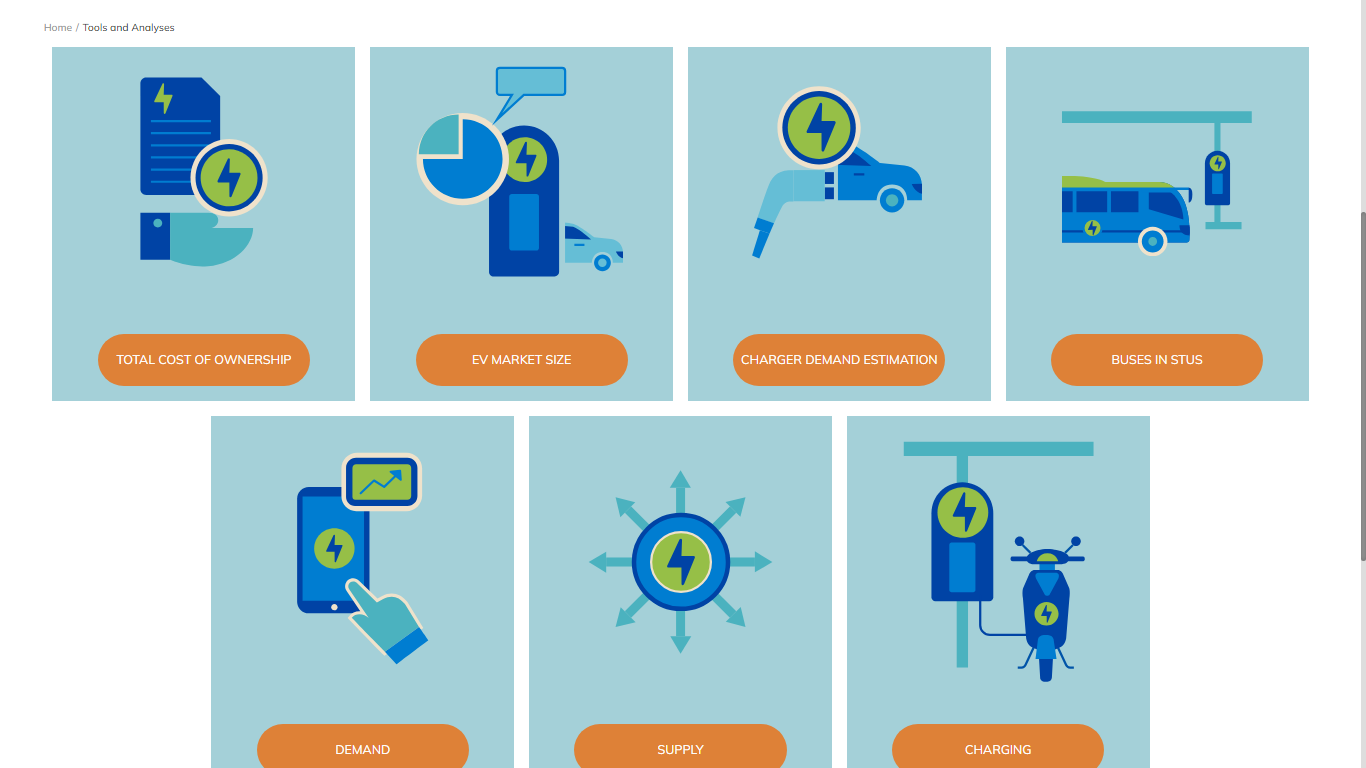 Home / Tools and Analyses
TOTAL COST OF OWNERSHIP
EV MARKET SIZE
CHARGER DEMAND ESTIMATION
BUSES IN STUS
DEMAND
SUPPLY
CHARGING